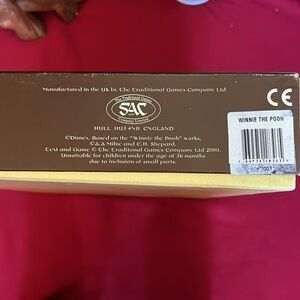 Manufactured in the UK by The Traditional Games Company Ltd
The Traditional Games
SAC
Company Limited
HULL HU3 4NB ENGLAND
©Disney. Based on the "Winnie the Pooh" works,
©A.A Milne and E.H. Shepard.
Text and Game © The Traditional Games Company Ltd 2000.
Unsuitable for children under the age of 36 months
due to inclusion of small parts.
CE
WINNIE THE POOH